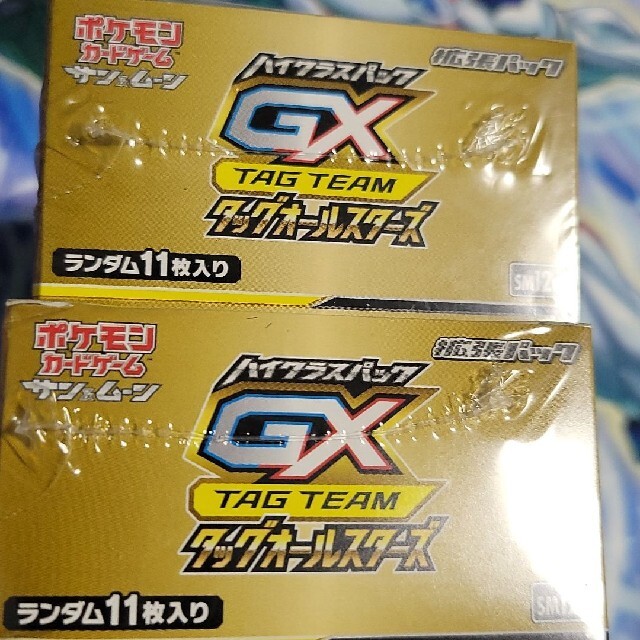 ポケモン
カードゲーム
サン&ムーン
拡張パック
ハイクラスパック
GX
TAG TEAM
タッグオールスターズ
ランダム11枚入り
SM12
ポケモン
カードゲーム
サン&ムーン
拡張パック
ハイクラスパック
GX
TAG TEAM
タッグオールスターズ
ランダム11枚入り
SM1